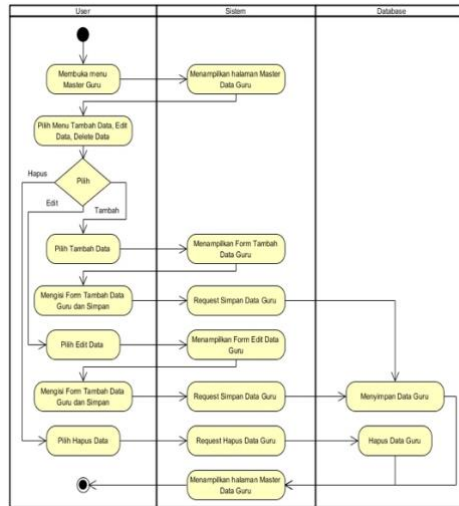 User
Sistem
Database
Membuka menu
Master Guru
Menampilkan halaman Master
Data Guru
Pilih Menu Tambah Data, Edit
Data, Delete Data
Hapus
Pilih
Edit
Tambah
Pilih Tambah Data
Menampilkan Form Tambah
Data Guru
Mengisi Form Tambah Data
Guru dan Simpan
Request Simpan Data Guru
Pilih Edit Data
Menampilkan Form Edit Data
Guru
Mengisi Form Tambah Data
Guru dan Simpan
Request Simpan Data Guru
Menyimpan Data Guru
Pilih Hapus Data
Request Hapus Data Guru
Hapus Data Guru
Menampilkan halaman Master
Data Guru